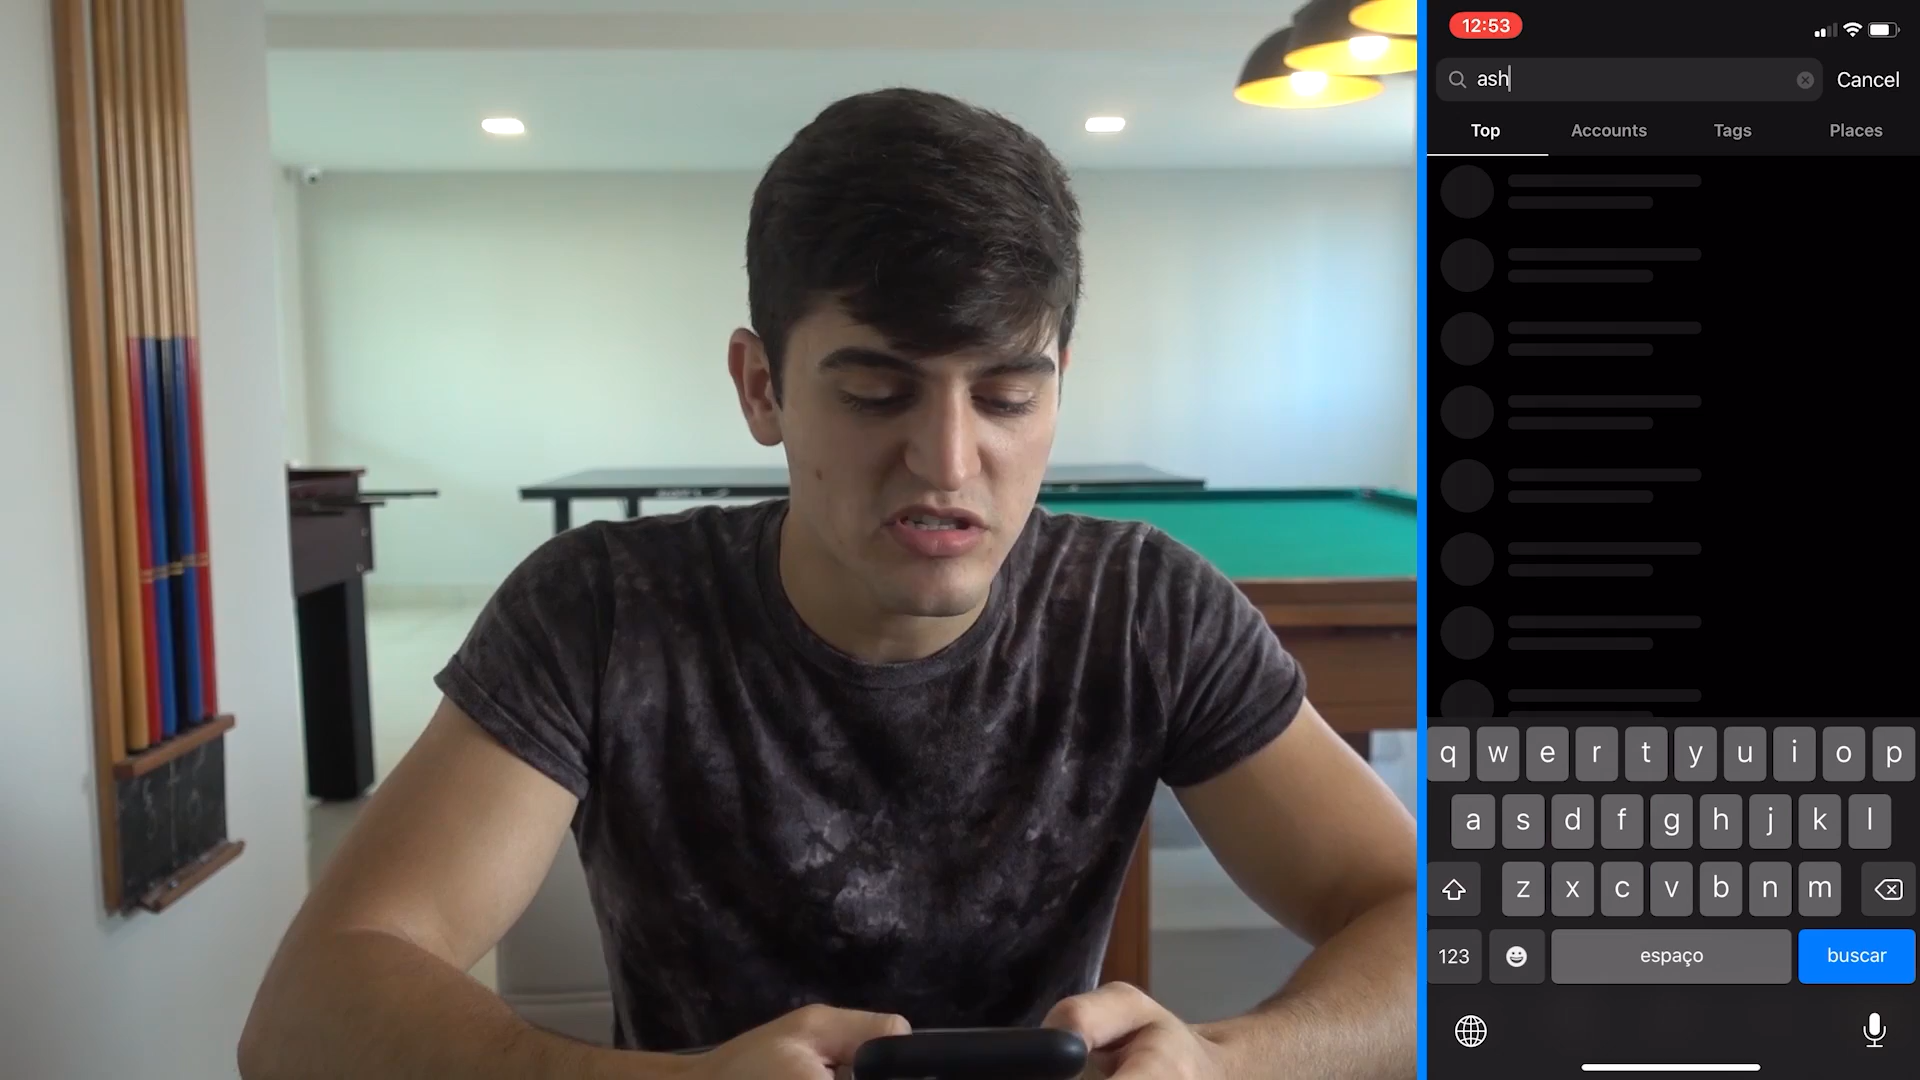 12:53
ash
Cancel
Top Accounts Tags Places
q w e r t y u i o p
a s d f g h j k l
z x c v b n m
123 espaço buscar